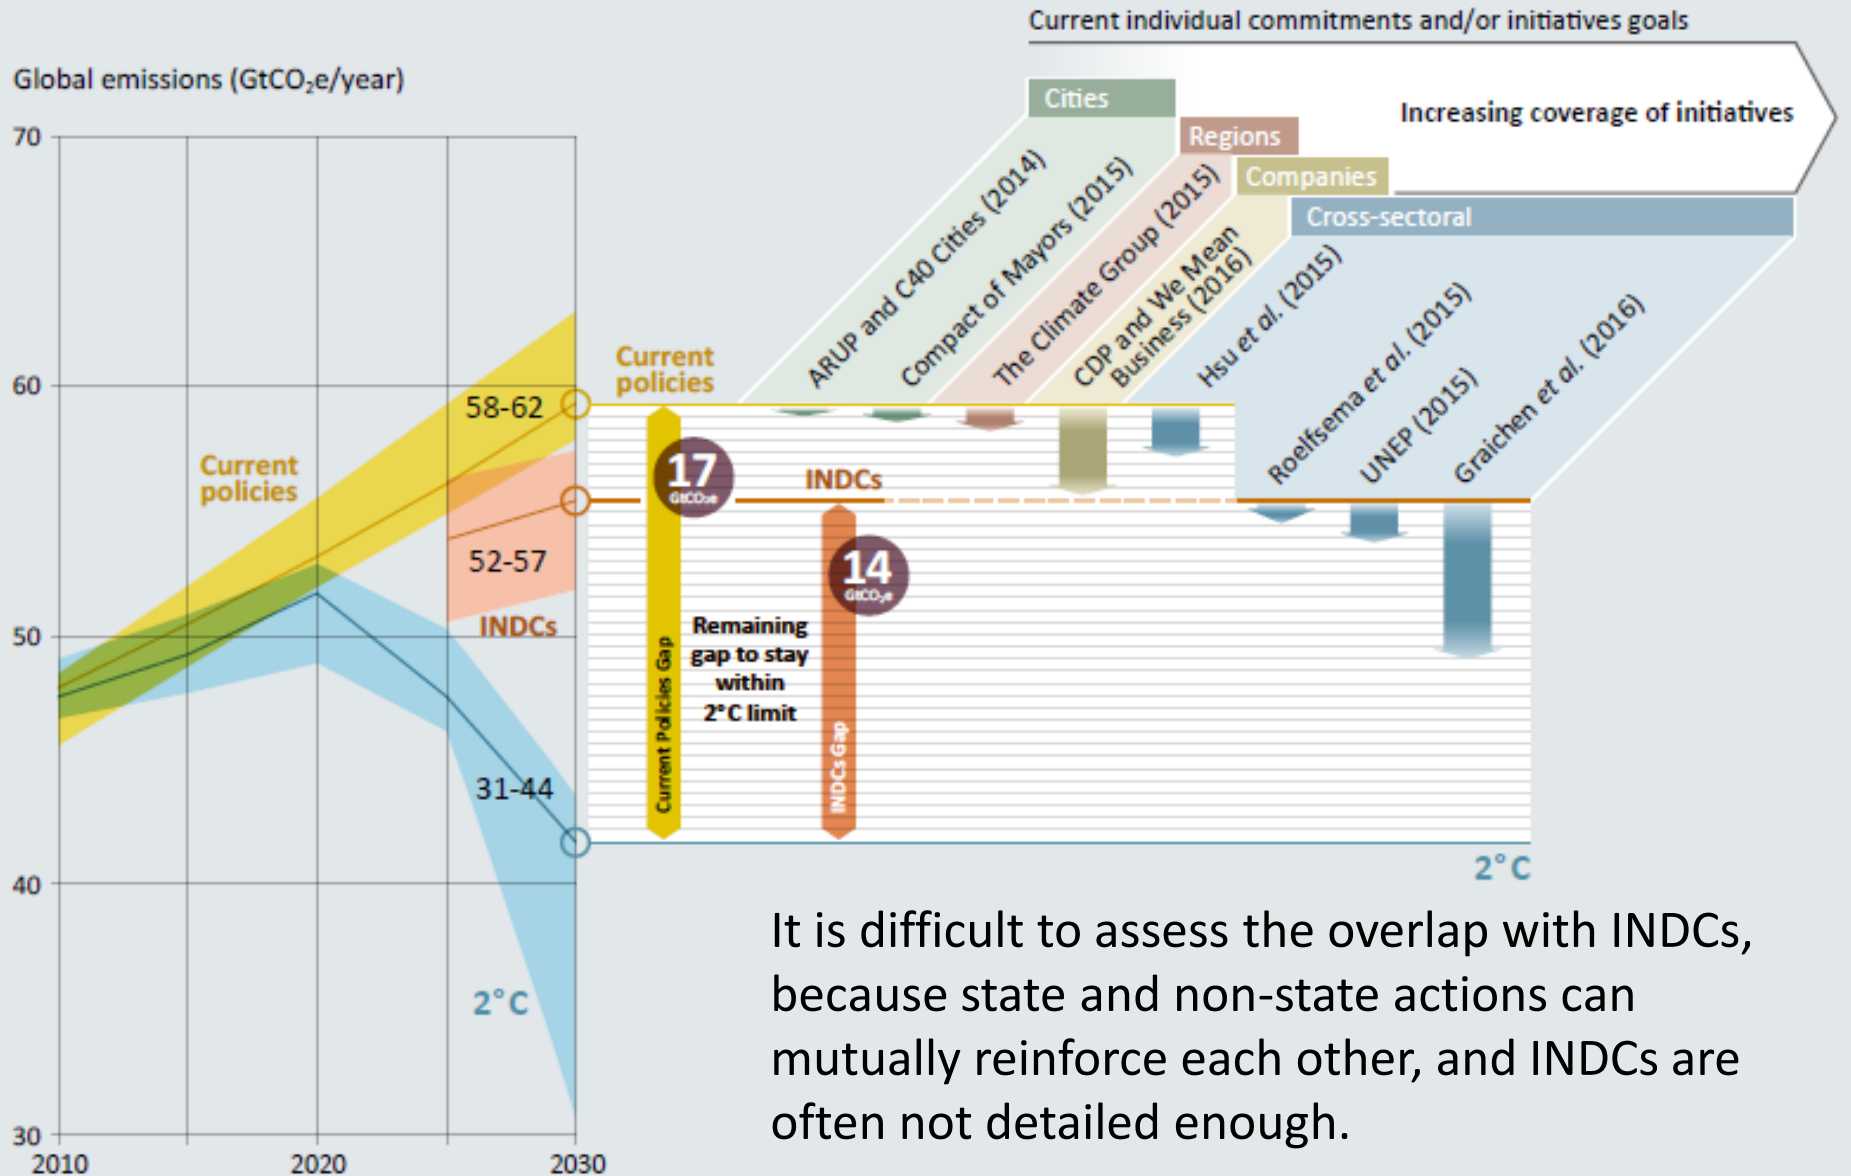 Current individual commitments and/or initiatives goals
Global emissions (GtCO₂e/year)
Cities
Increasing coverage of initiatives
Regions
Companies
Cross-sectoral
ARUP and C40 Cities (2014)
Compact of Mayors (2015)
The Climate Group (2015)
CDP and We Mean
Business (2016)
Hsu et al. (2015)
Roelfsema et al. (2015)
UNEP (2015)
Graichen et al. (2016)
70
60
50
40
30
2010
2020
2030
Current
policies
58-62
52-57
INDCs
31-44
2°C
Current
policies
17
GtCO₂e
INDCs
14
GtCO₂e
Current Policies Gap
Remaining
gap to stay
within
2°C limit
INDCs Gap
2°C
It is difficult to assess the overlap with INDCs,
because state and non-state actions can
mutually reinforce each other, and INDCs are
often not detailed enough.